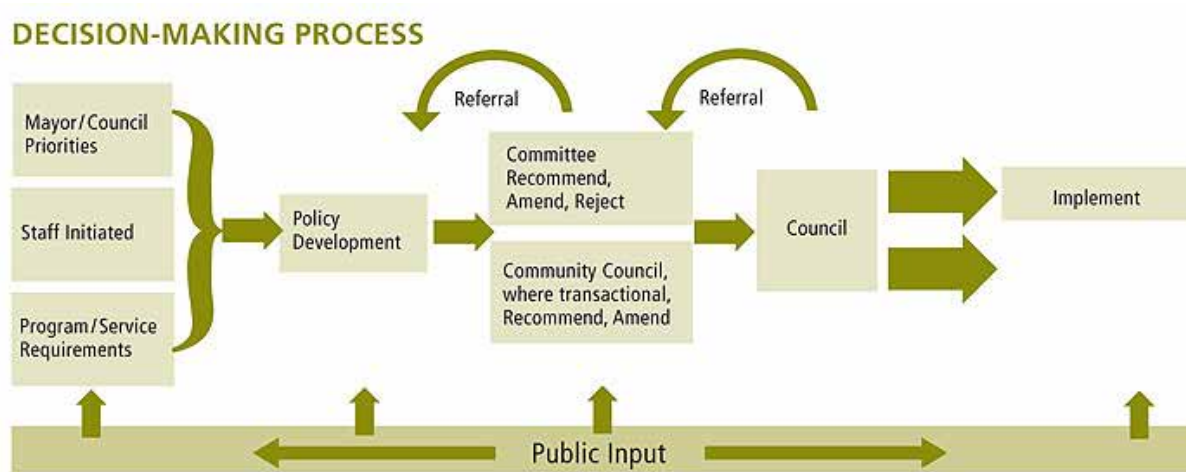 DECISION-MAKING PROCESS
Mayor/Council
Priorities
Staff Initiated
Program/Service
Requirements
Policy
Development
Referral
Committee
Recommend,
Amend, Reject
Community Council,
where transactional,
Recommend, Amend
Referral
Council
Implement
Public Input